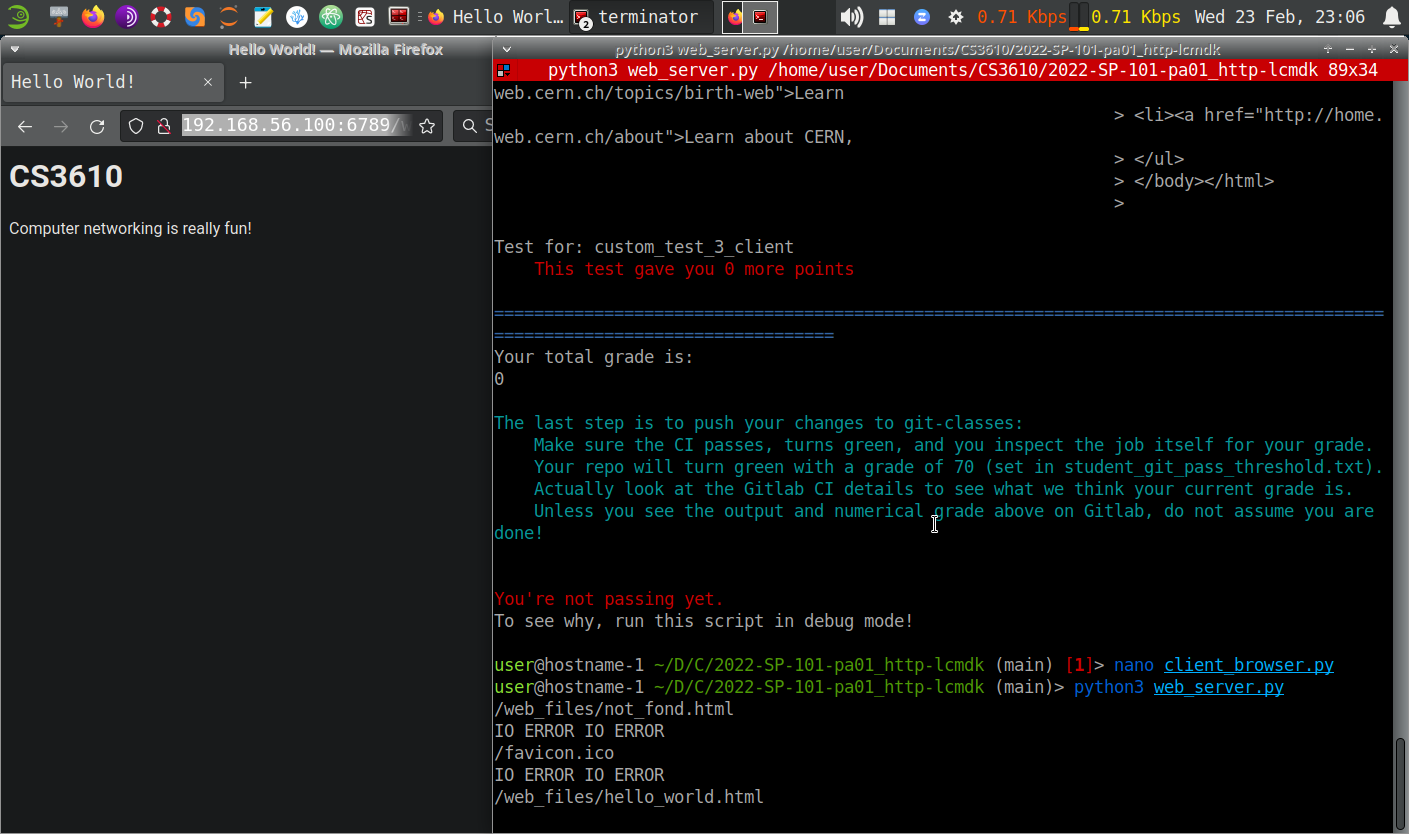 Hello Worl…
2
terminator
0.71 Kbps
0.71 Kbps
Wed 23 Feb, 23:06
Hello World! — Mozilla Firefox
Hello World!
192.168.56.100:6789/
CS3610
Computer networking is really fun!
python3 web_server.py /home/user/Documents/CS3610/2022-SP-101-pa01_http-lcmdk
python3 web_server.py /home/user/Documents/CS3610/2022-SP-101-pa01_http-lcmdk 89x34
web.cern.ch/topics/birth-web">Learn
> <li><a href="http://home.
web.cern.ch/about">Learn about CERN,
> </ul>
> </body></html>
>
Test for: custom_test_3_client
This test gave you 0 more points
=========================================================================================
==================================
Your total grade is:
0
The last step is to push your changes to git-classes:
Make sure the CI passes, turns green, and you inspect the job itself for your grade.
Your repo will turn green with a grade of 70 (set in student_git_pass_threshold.txt).
Actually look at the Gitlab CI details to see what we think your current grade is.
Unless you see the output and numerical grade above on Gitlab, do not assume you are
done!
You're not passing yet.
To see why, run this script in debug mode!
user@hostname-1 ~/D/C/2022-SP-101-pa01_http-lcmdk (main) [1]> nano client_browser.py
user@hostname-1 ~/D/C/2022-SP-101-pa01_http-lcmdk (main)> python3 web_server.py
/web_files/not_fond.html
IO ERROR IO ERROR
/favicon.ico
IO ERROR IO ERROR
/web_files/hello_world.html